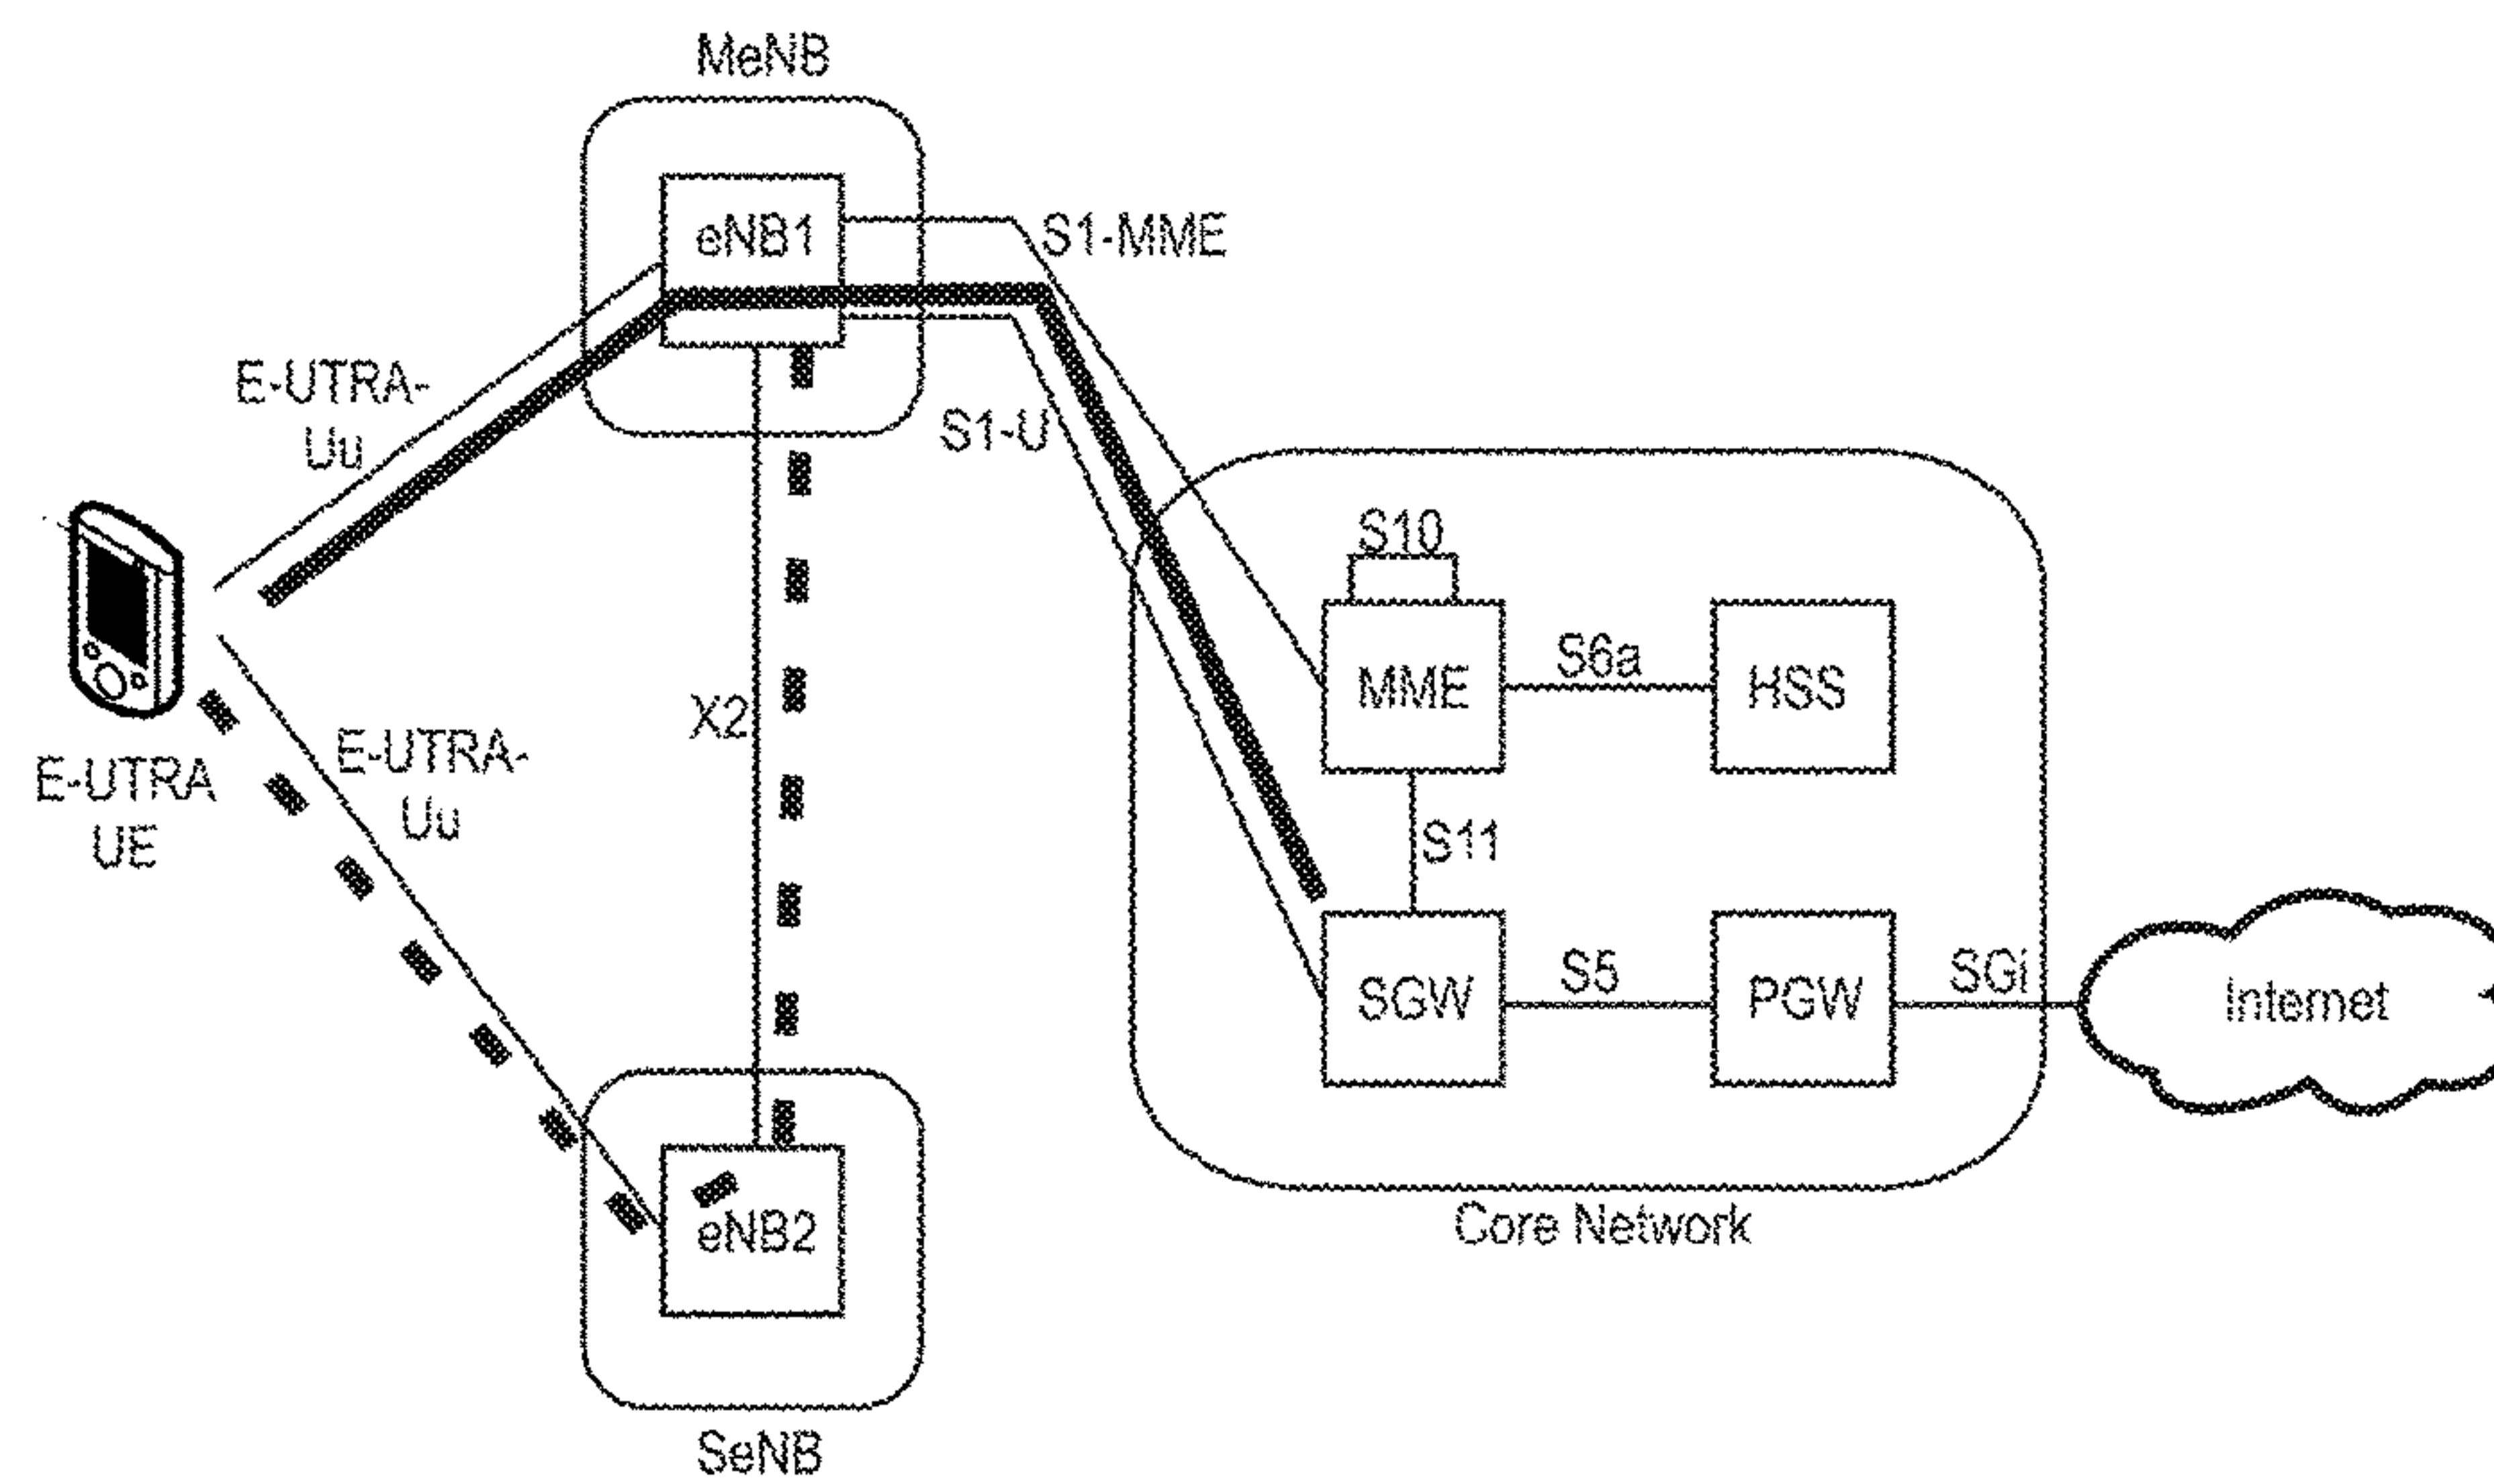 MeNB
eNB1
S1-MME
E-UTRA-
Uu
S1-U
S10
MME
S6a
HSS
X2
E-UTRA-
Uu
E-UTRA
UE
S11
SGW
S5
PGW
SGi
Internet
eNB2
Core Network
SeNB